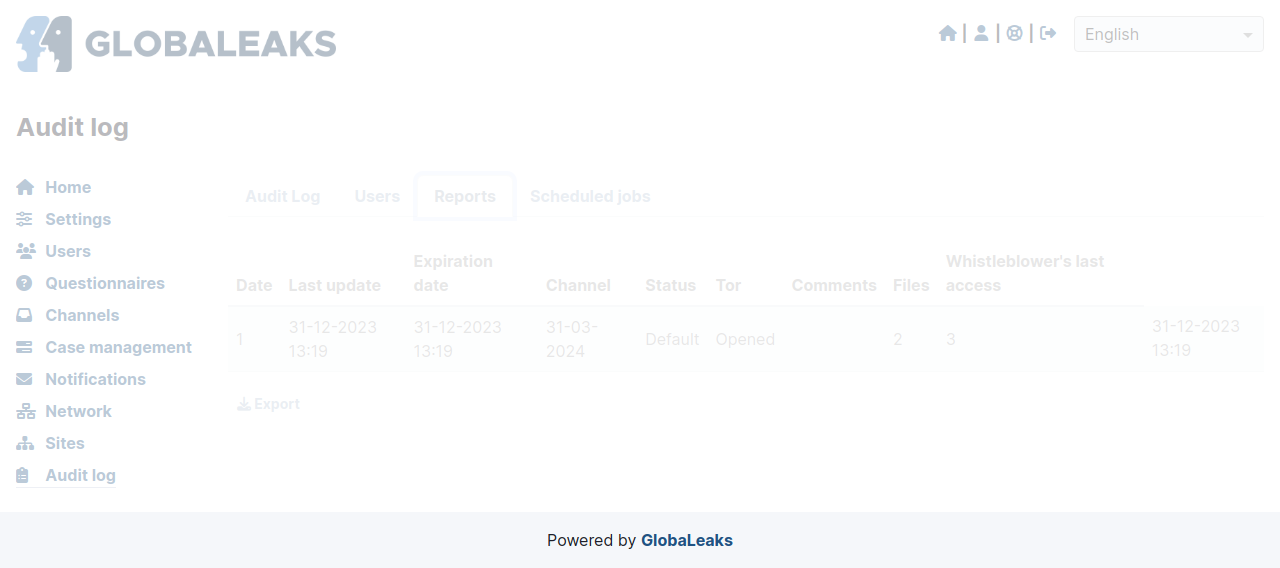 GLOBALEAKS
| | |
English
Audit log
Home
Settings
Users
Questionnaires
Channels
Case management
Notifications
Network
Sites
Audit log
Audit Log Users Reports Scheduled jobs
Date Last update Expiration date Channel Status Tor Comments Files Whistleblower's last access
1 31-12-2023 13:19 31-12-2023 13:19 31-03-2024 Default Opened 2 3 31-12-2023 13:19
Export
Powered by GlobaLeaks